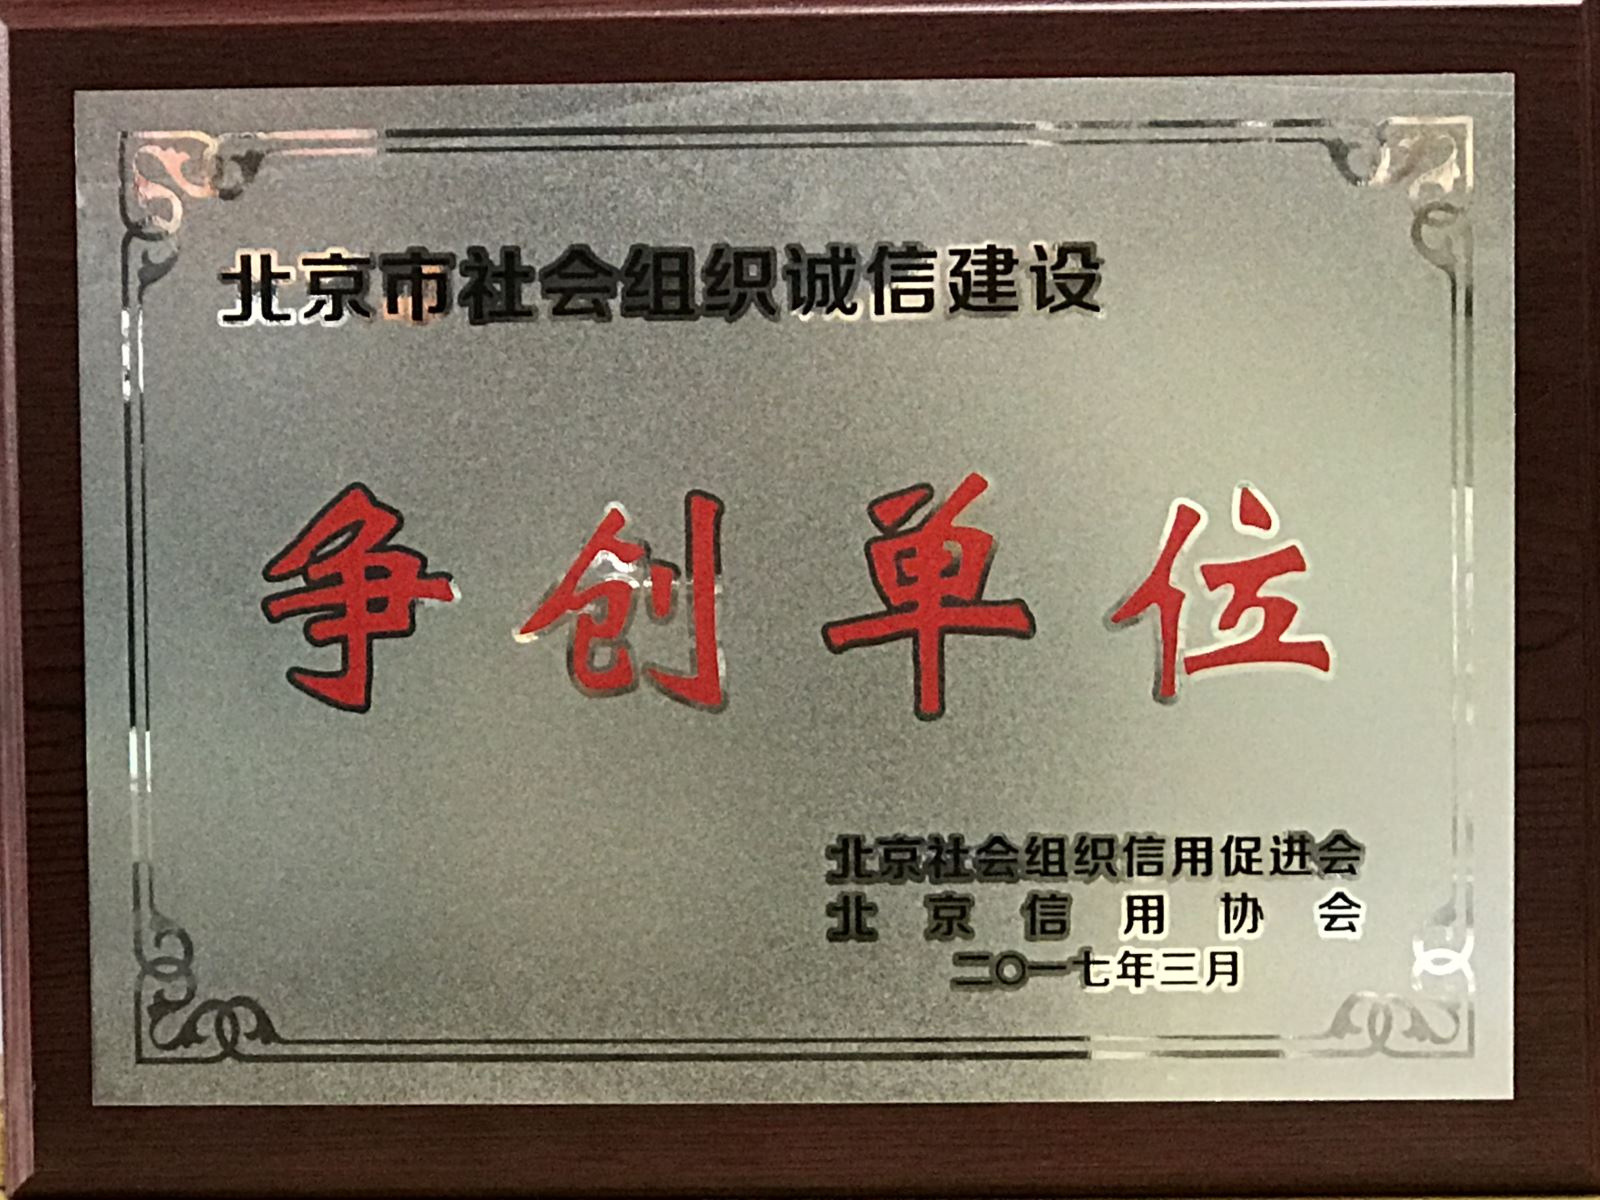 北京市社会组织诚信建设
争创单位
北京社会组织信用促进会
北京信用协会
二〇一七年三月